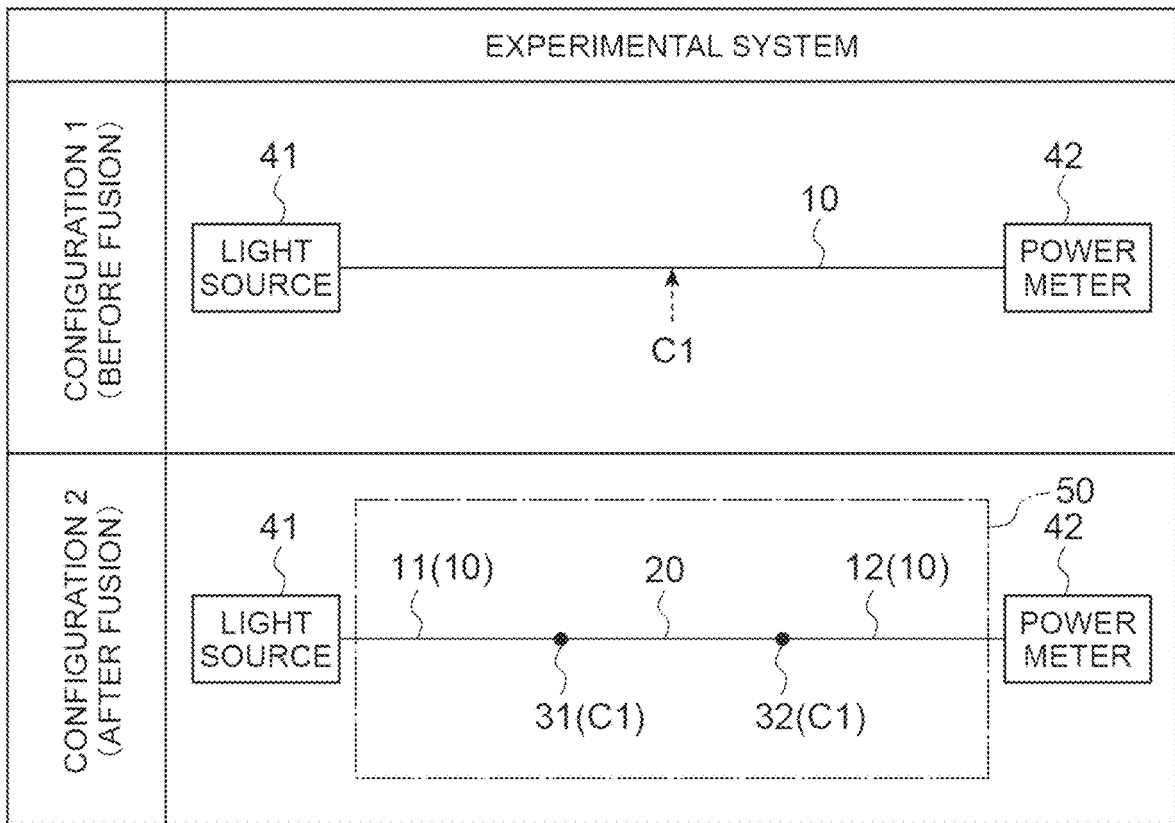 EXPERIMENTAL SYSTEM
CONFIGURATION 1
(BEFORE FUSION)
41
42
10
LIGHT
SOURCE
POWER
METER
C1
CONFIGURATION 2
(AFTER FUSION)
50
41
42
11(10)
20
12(10)
LIGHT
SOURCE
POWER
METER
31(C1)
32(C1)